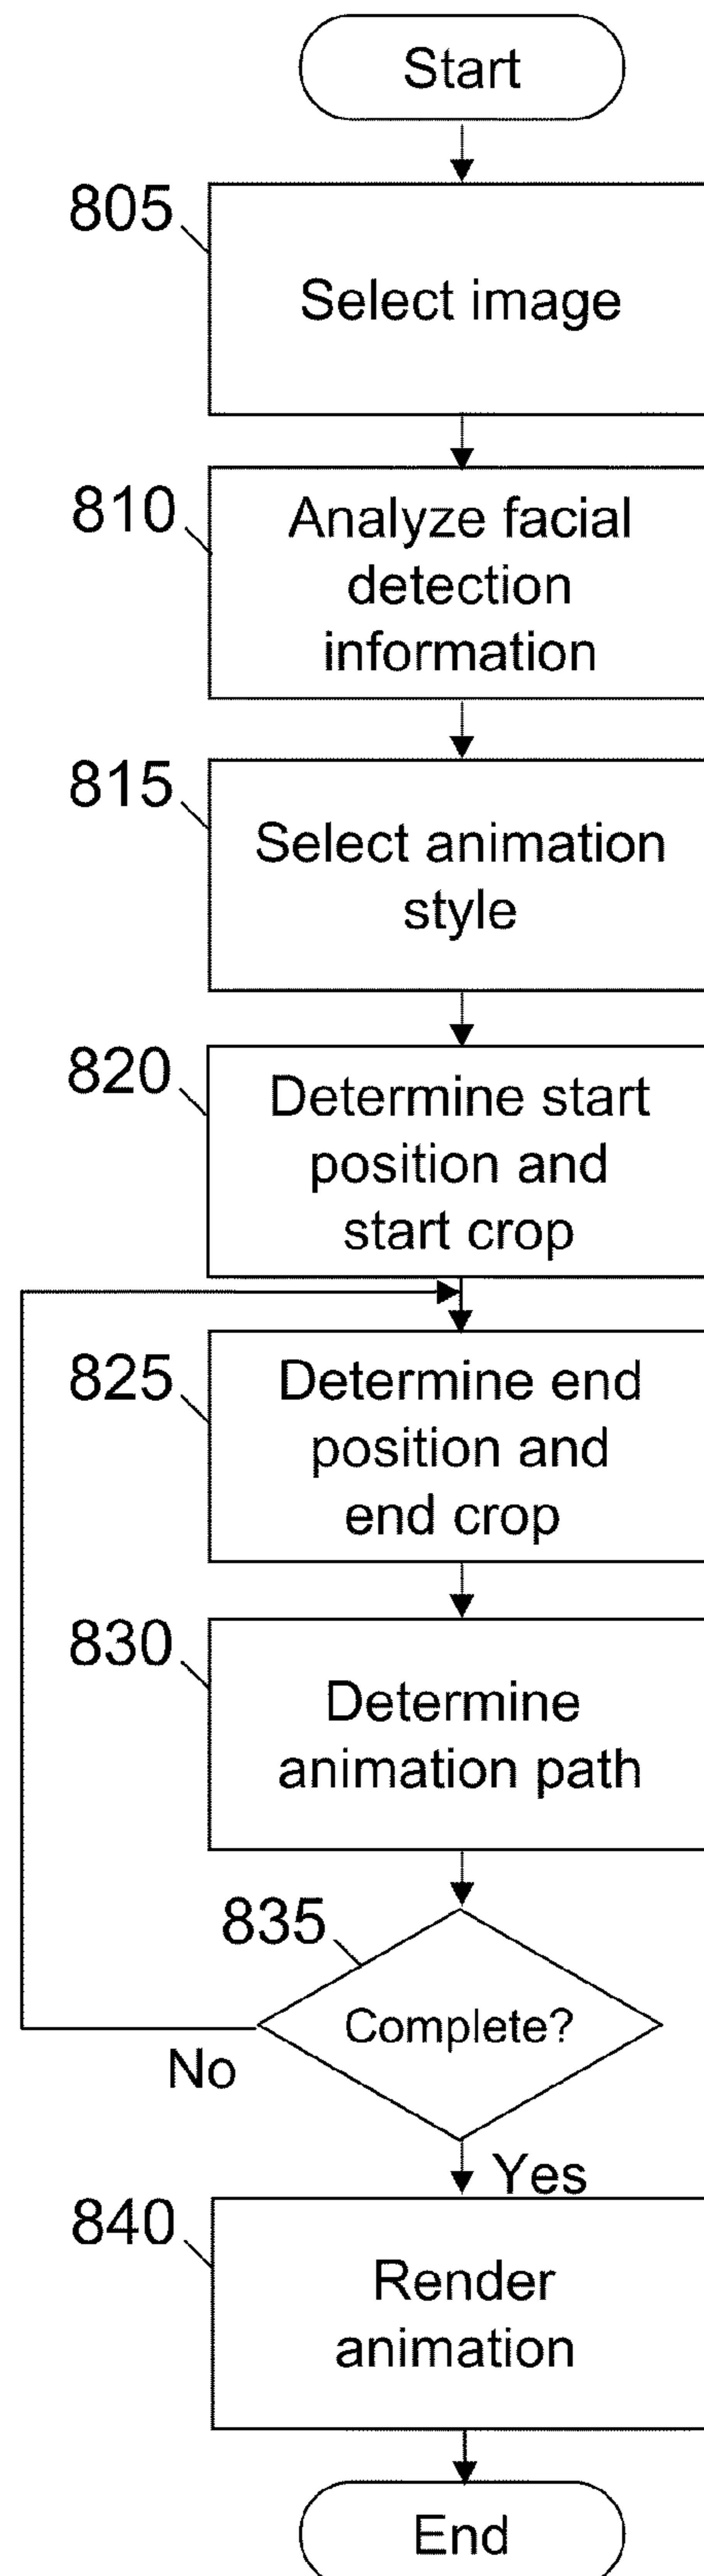 Start
805
Select image
810
Analyze facial
detection
information
815
Select animation
style
820
Determine start
position and
start crop
825
Determine end
position and
end crop
830
Determine
animation path
835
Complete?
No
Yes
840
Render
animation
End